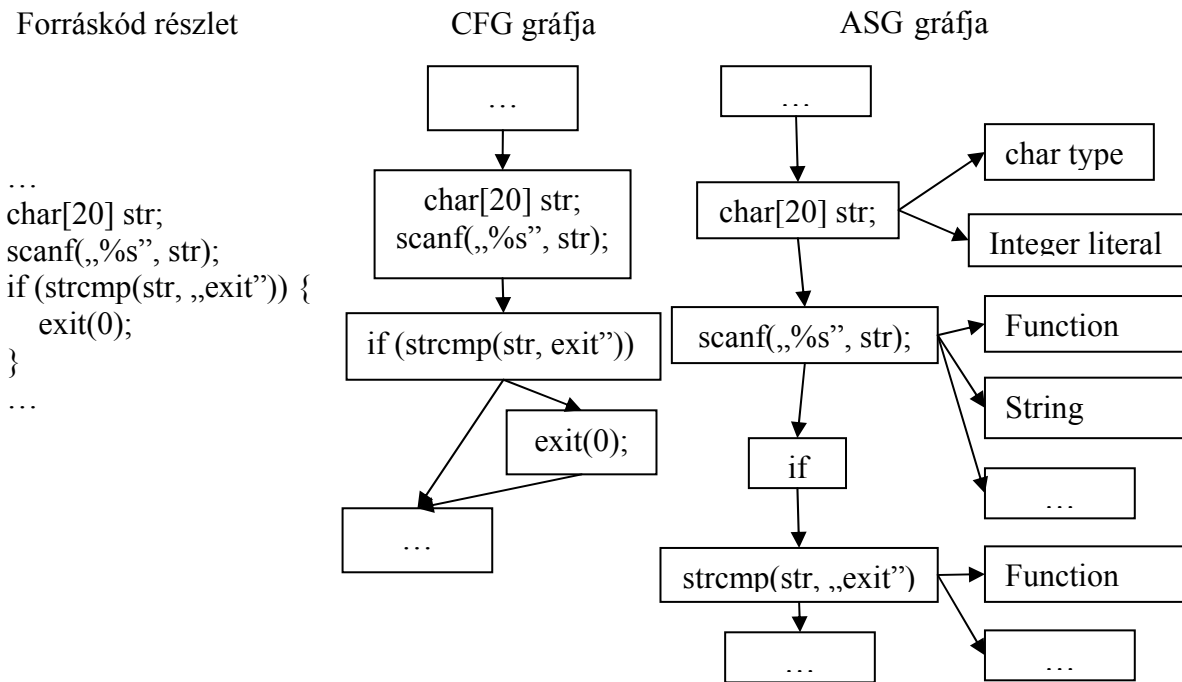 Forráskód részlet
CFG gráfja
ASG gráfja
…
char[20] str;
scanf(„%s”, str);
if (strcmp(str, „exit”)) {
exit(0);
}
…
…
char[20] str;
scanf(„%s”, str);
if (strcmp(str, exit”))
exit(0);
…
…
char[20] str;
char type
Integer literal
scanf(„%s”, str);
Function
String
…
if
strcmp(str, „exit”)
Function
…
…